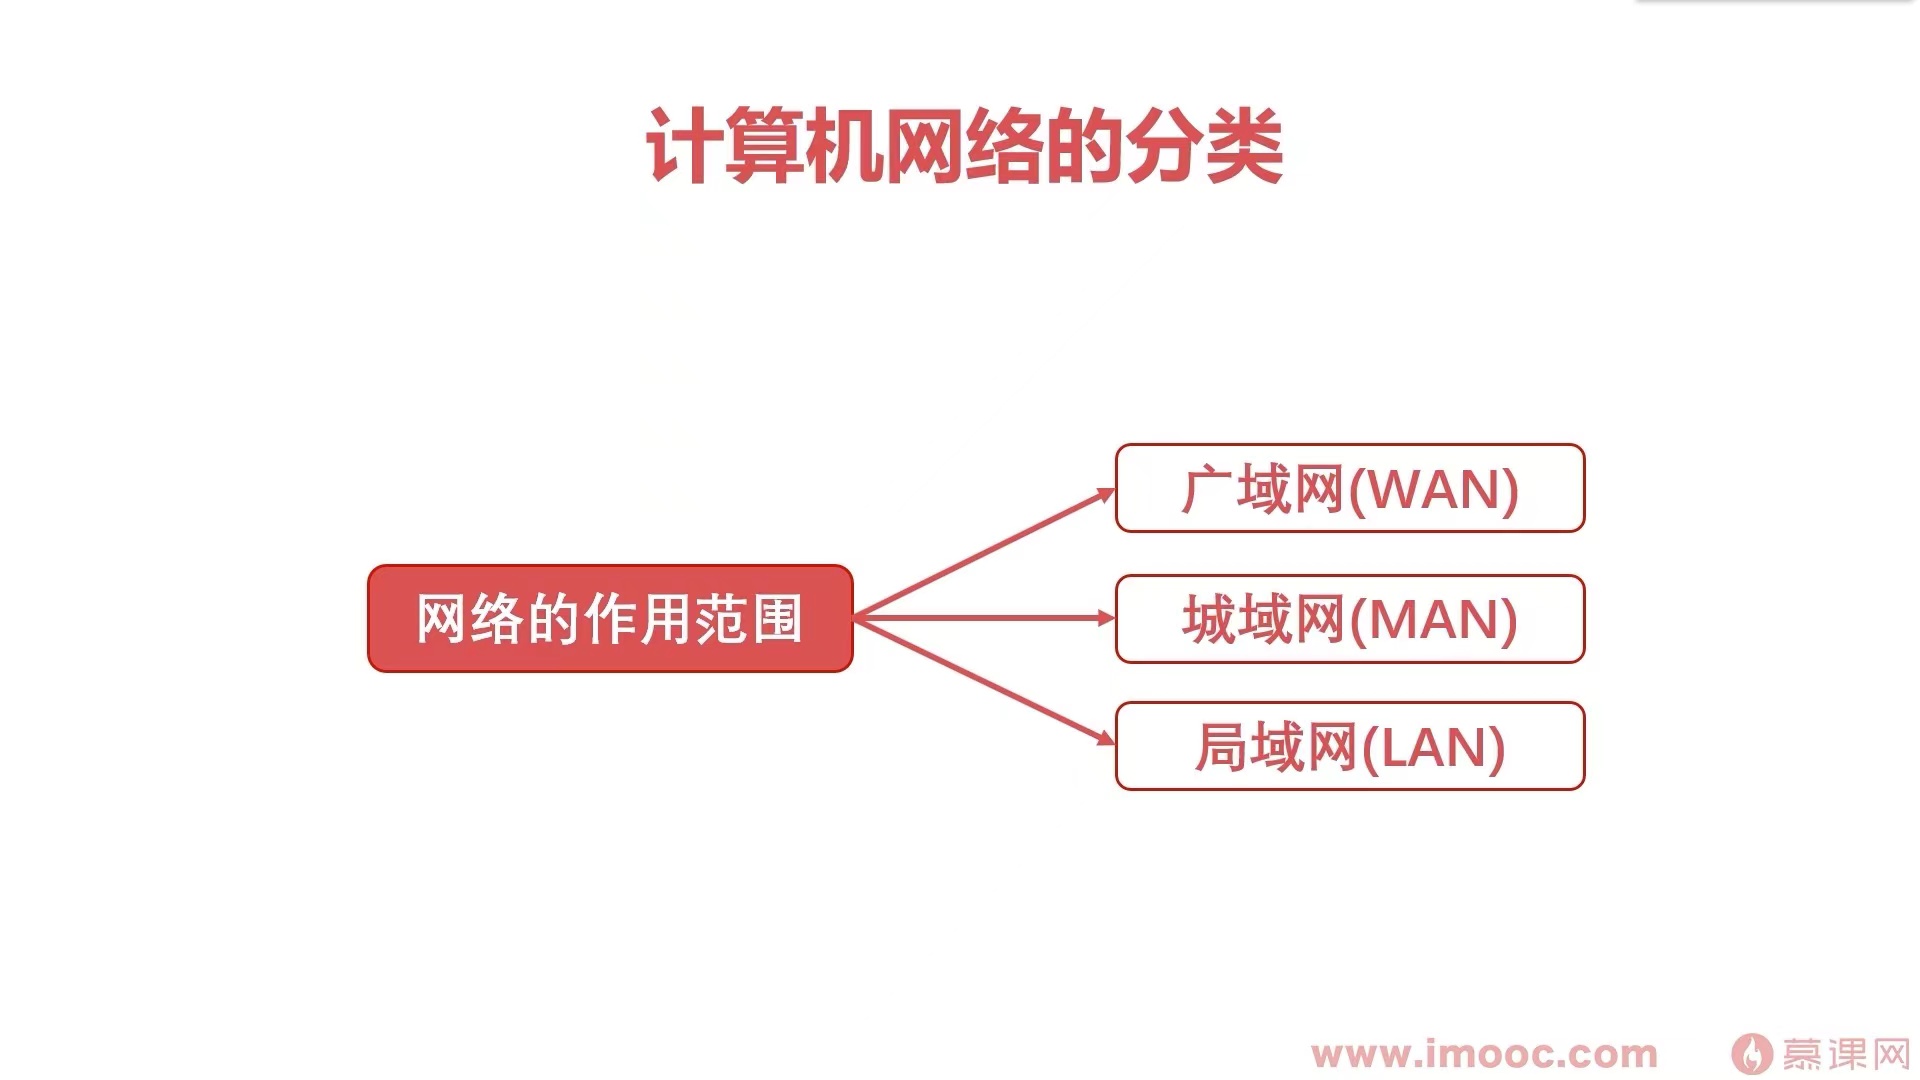 计算机网络的分类
广域网(WAN)
网络的作用范围
城域网(MAN)
局域网(LAN)
www.imooc.com
慕课网